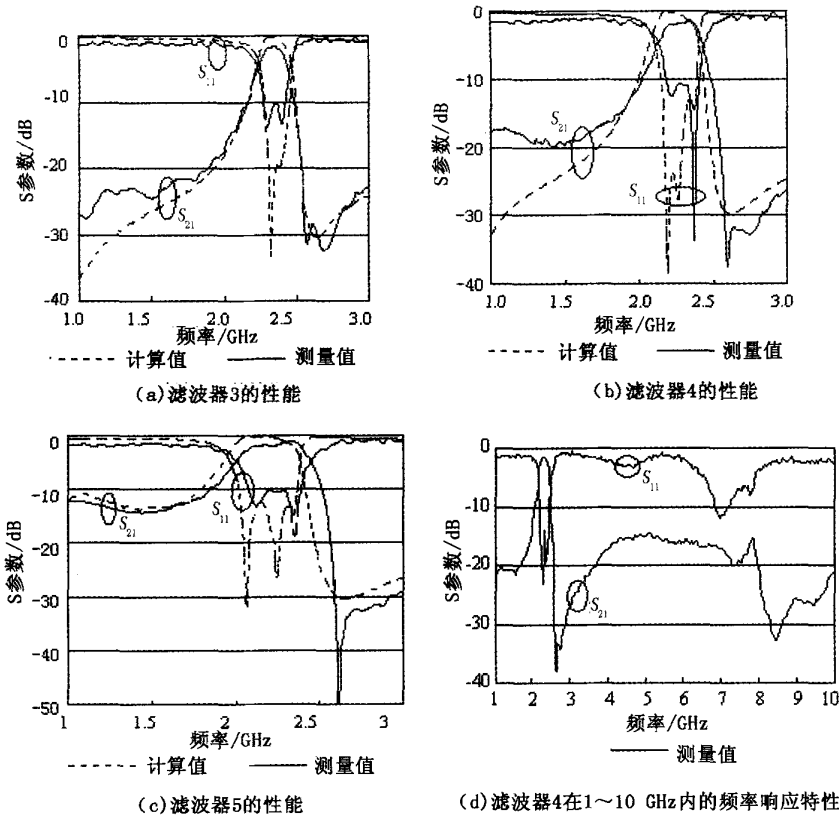 0
-10
-20
-30
-40
S参数/dB
S11
S21
1.0 1.5 2.0 2.5 3.0
频率/GHz
计算值 测量值
(a)滤波器3的性能
0
-10
-20
-30
-40
S参数/dB
S21
S11
1.0 1.5 2.0 2.5 3.0
频率/GHz
计算值 测量值
(b)滤波器4的性能
0
-10
-20
-30
-40
-50
S参数/dB
S21
S11
1 1.5 2 2.5 3
频率/GHz
计算值 测量值
(c)滤波器5的性能
0
-10
-20
-30
-40
S参数/dB
S11
S21
1 2 3 4 5 6 7 8 9 10
频率/GHz
测量值
(d)滤波器4在1～10 GHz内的频率响应特性